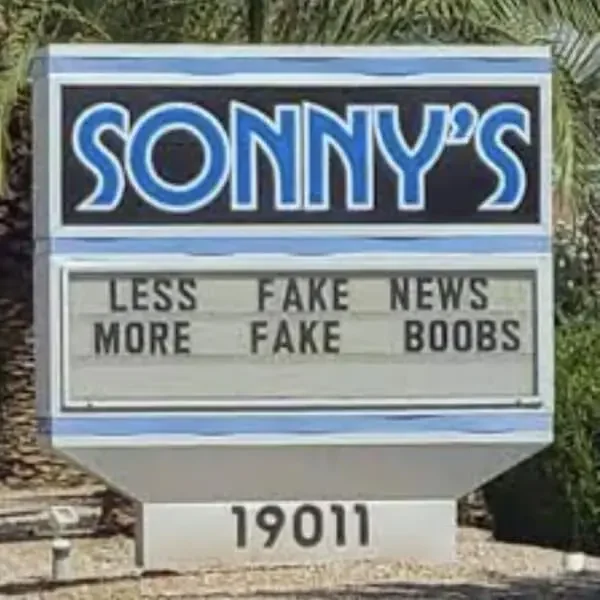 SONNY'S
LESS FAKE NEWS
MORE FAKE BOOBS
19011